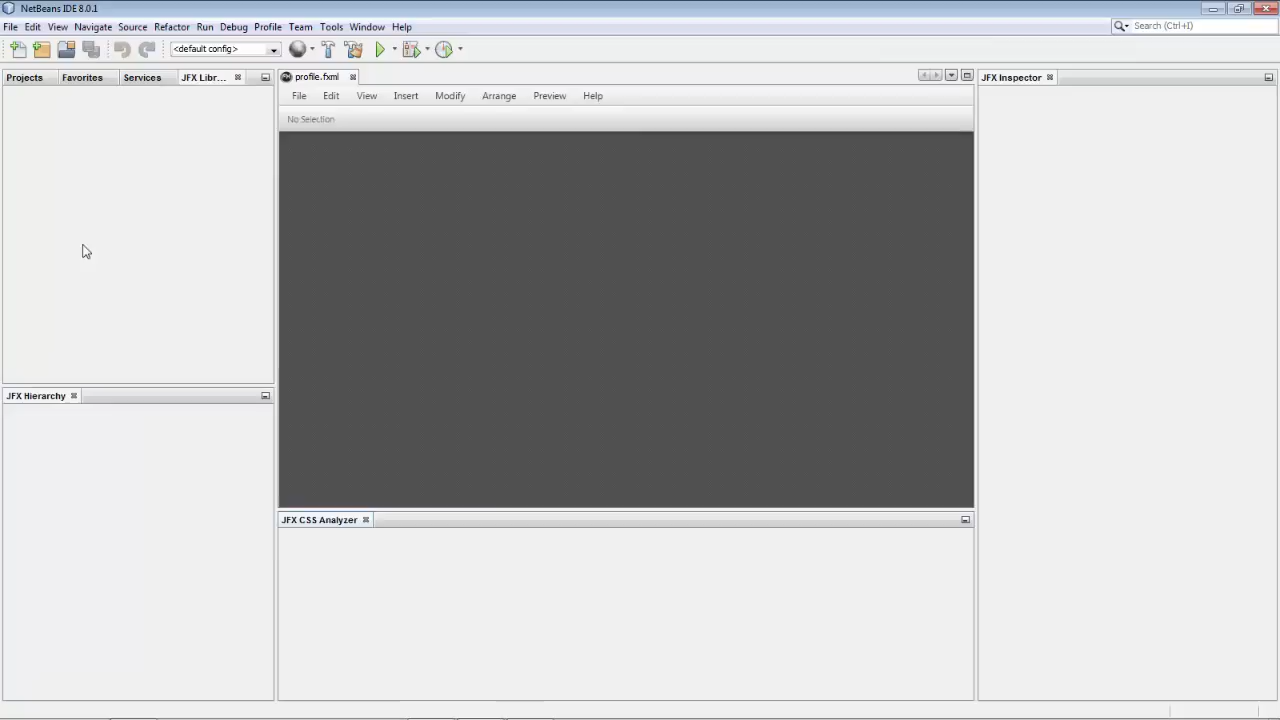 NetBeans IDE 8.0.1
File Edit View Navigate Source Refactor Run Debug Profile Team Tools Window Help
Search (Ctrl+I)
<default config>
Projects Favorites Services JFX Libr...
profile.fxml
JFX Inspector
File Edit View Insert Modify Arrange Preview Help
No Selection
JFX Hierarchy
JFX CSS Analyzer